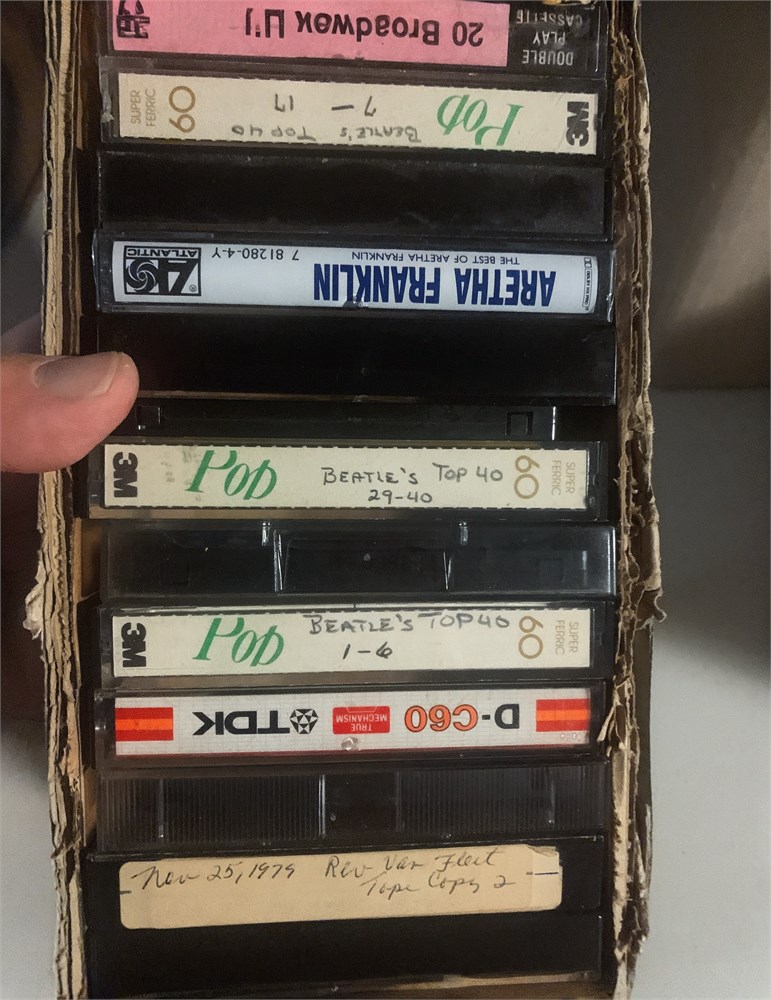 20 Broadway
DOUBLE
PLAY
CASSETTE
3M
Pop
BEATLE'S TOP 40
7 - 17
60
SUPER
FERRIC
ARETHA FRANKLIN
THE BEST OF ARETHA FRANKLIN
7 81280-4-Y
ATLANTIC
3M
Pop
BEATLE'S TOP 40
29-40
60
SUPER
FERRIC
3M
Pop
BEATLE'S TOP 40
1-6
60
SUPER
FERRIC
D-C60
TRUE
MECHANISM
TDK
Nov 25, 1979 Rev Van Fleet
Tape Copy 2